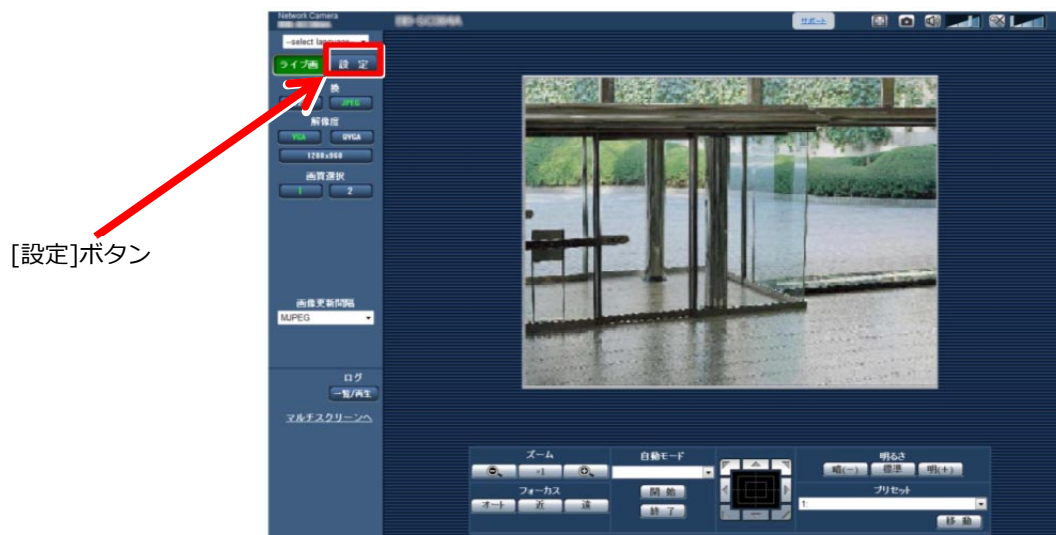 Network Camera
サポート
--select language--
ライブ画
設 定
換
JPEG
解像度
VGA
QVGA
1280x960
画質選択
1
2
[設定]ボタン
画像更新間隔
MJPEG
ログ
一覧/再生
マルチスクリーンへ
ズーム
×1
フォーカス
オート
近
遠
自動モード
開 始
終 了
明るさ
暗(－)
標準
明(＋)
プリセット
1:
移 動